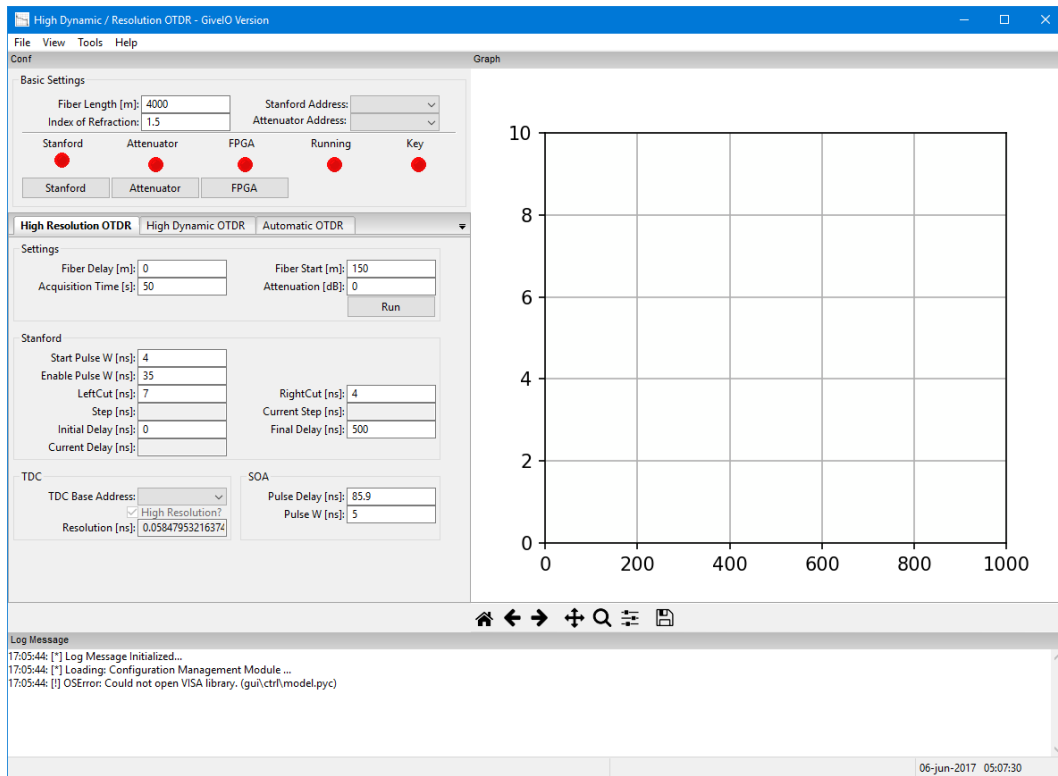 High Dynamic / Resolution OTDR - GiveIO Version
File View Tools Help
Conf
Basic Settings
Fiber Length [m]: 4000 Stanford Address:
Index of Refraction: 1.5 Attenuator Address:
Stanford Attenuator FPGA Running Key
Stanford Attenuator FPGA
High Resolution OTDR High Dynamic OTDR Automatic OTDR
Settings
Fiber Delay [m]: 0 Fiber Start [m]: 150
Acquisition Time [s]: 50 Attenuation [dB]: 0
Run
Stanford
Start Pulse W [ns]: 4
Enable Pulse W [ns]: 35
LeftCut [ns]: 7 RightCut [ns]: 4
Step [ns]: Current Step [ns]:
Initial Delay [ns]: 0 Final Delay [ns]: 500
Current Delay [ns]:
TDC
TDC Base Address:
High Resolution?
Resolution [ns]: 0.05847953216374
SOA
Pulse Delay [ns]: 85.9
Pulse W [ns]: 5
Graph
10
8
6
4
2
0
0 200 400 600 800 1000
Log Message
17:05:44: [*] Log Message Initialized...
17:05:44: [*] Loading: Configuration Management Module ...
17:05:44: [!] OSError: Could not open VISA library. (gui\ctrl\model.pyc)
06-jun-2017 05:07:30